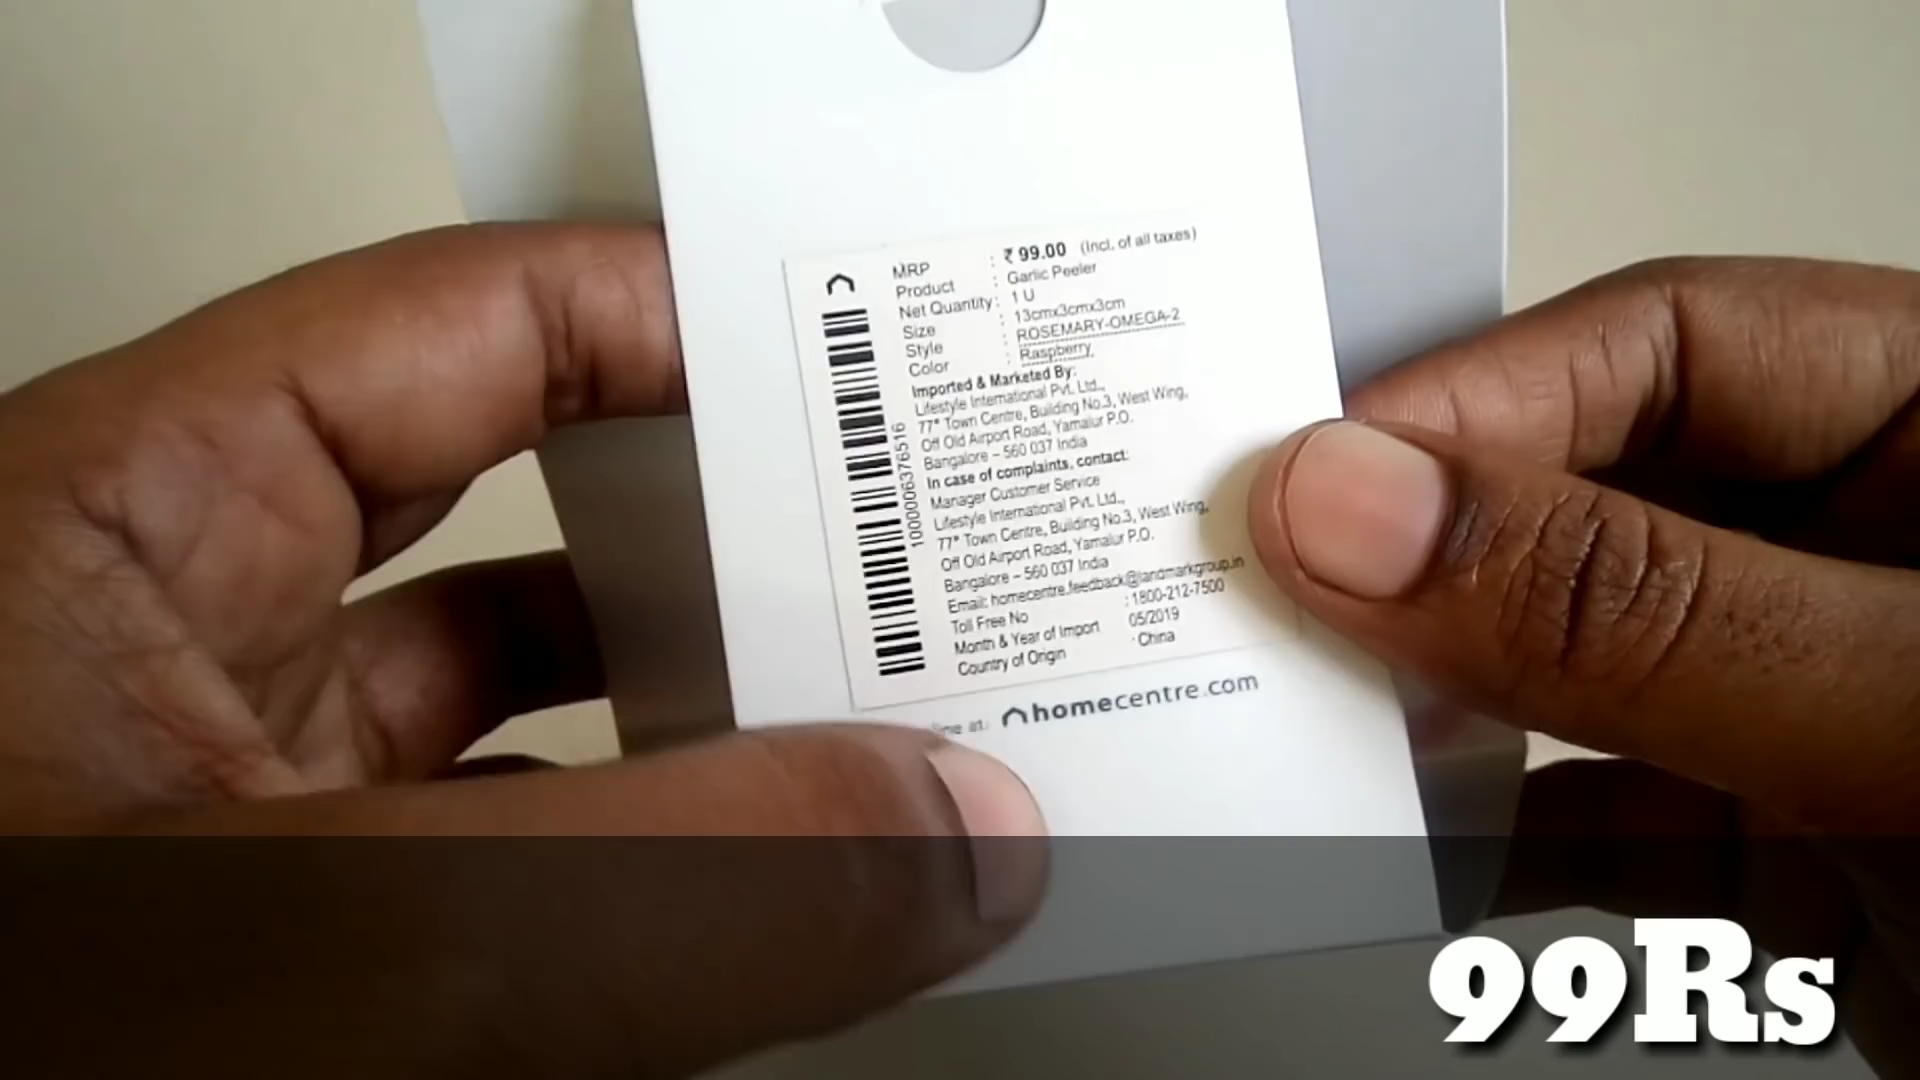 MRP : ₹ 99.00 (Incl. of all taxes)
Product : Garlic Peeler
Net Quantity : 1 U
Size : 13cmx3cmx3cm
Style : ROSEMARY-OMEGA-2
Color : Raspberry,
Imported & Marketed By:
Lifestyle International Pvt. Ltd.,
77° Town Centre, Building No.3, West Wing,
Off Old Airport Road, Yamalur P.O.
Bangalore – 560 037 India
In case of complaints, contact:
Manager Customer Service
Lifestyle International Pvt. Ltd.,
77° Town Centre, Building No.3, West Wing,
Off Old Airport Road, Yamalur P.O.
Bangalore – 560 037 India
Email: homecentre.feedback@landmarkgroup.in
Toll Free No : 1800-212-7500
Month & Year of Import 05/2019
Country of Origin : China
1000006376516
at: homecentre.com
99Rs